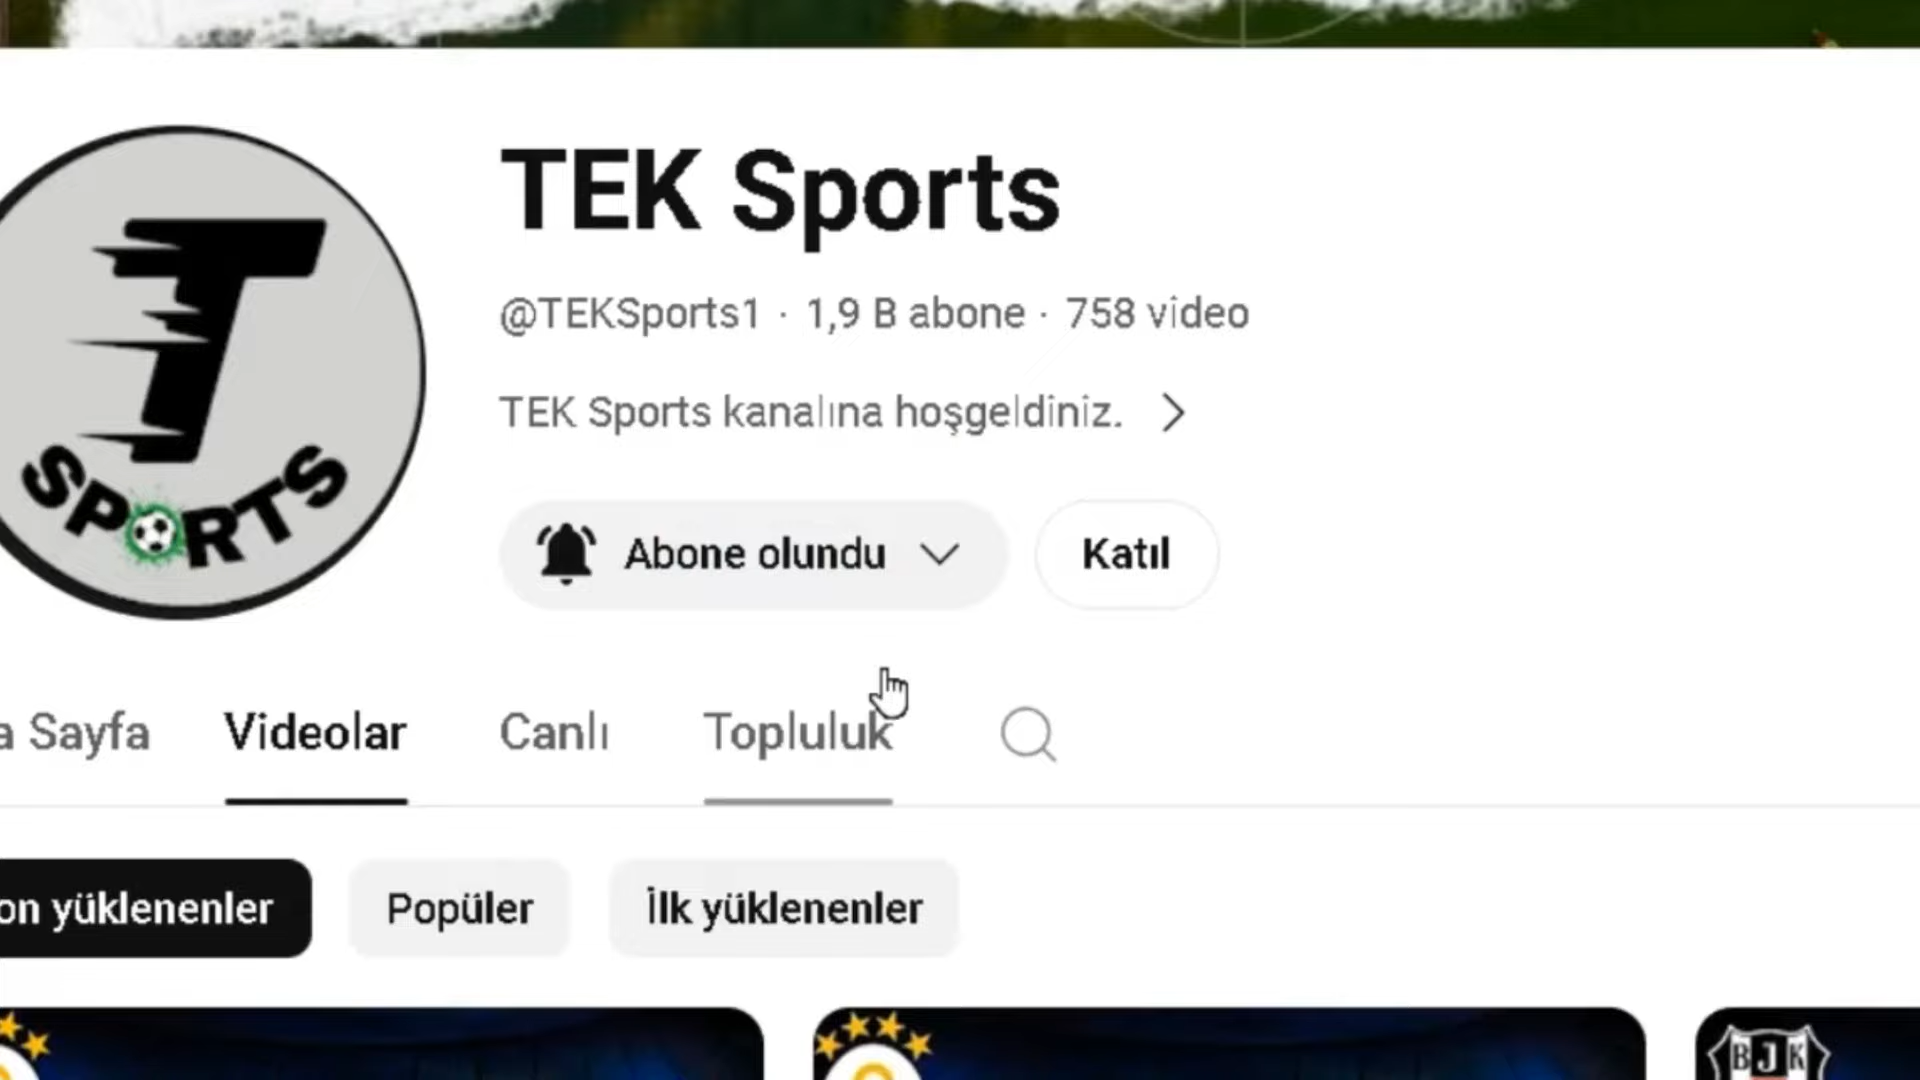 TEK Sports
@TEKSports1 · 1,9 B abone · 758 video
TEK Sports kanalına hoşgeldiniz.
T
SPORTS
Abone olundu
Katıl
a Sayfa
Videolar
Canlı
Topluluk
on yüklenenler
Popüler
İlk yüklenenler
BJK